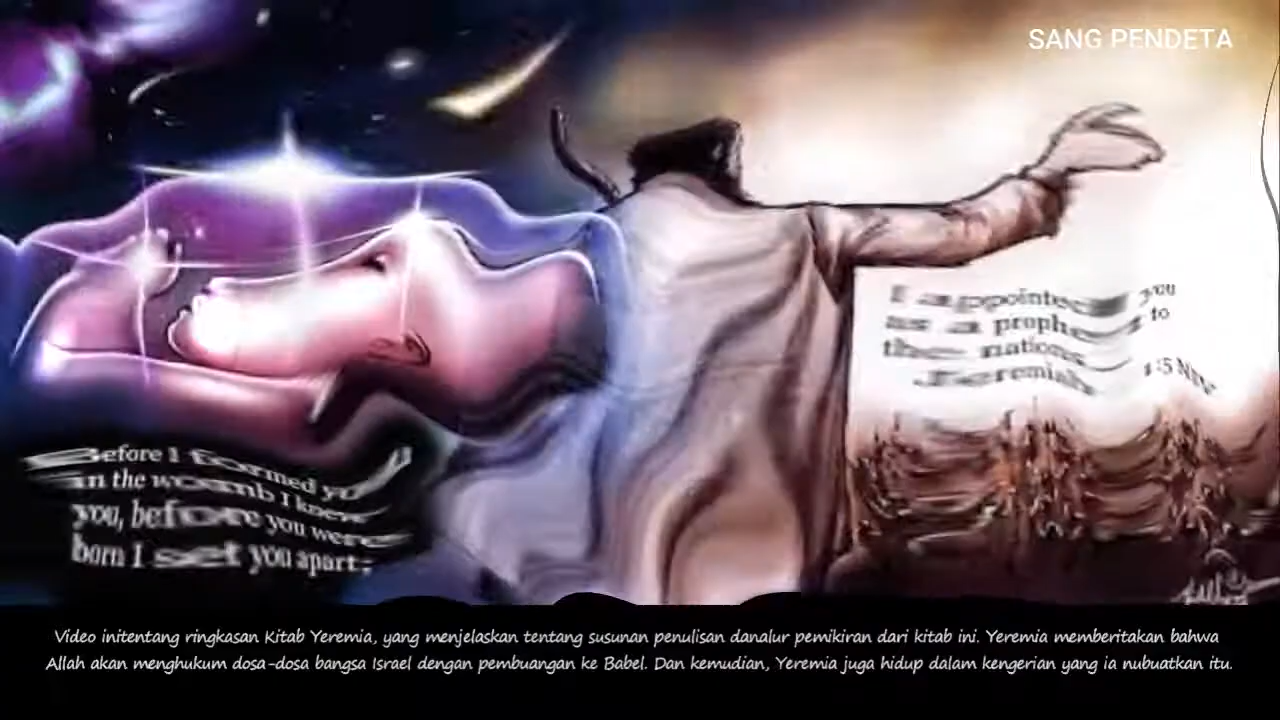 SANG PENDETA
I appointed you
as a prophet to
the nations
Jeremiah 1:5 NIV
Before I formed you
in the womb I knew
you, before you were
born I set you apart;
Video initentang ringkasan Kitab Yeremia, yang menjelaskan tentang susunan penulisan danalur pemikiran dari kitab ini. Yeremia memberitakan bahwa
Allah akan menghukum dosa-dosa bangsa Israel dengan pembuangan ke Babel. Dan kemudian, Yeremia juga hidup dalam kengerian yang ia nubuatkan itu.